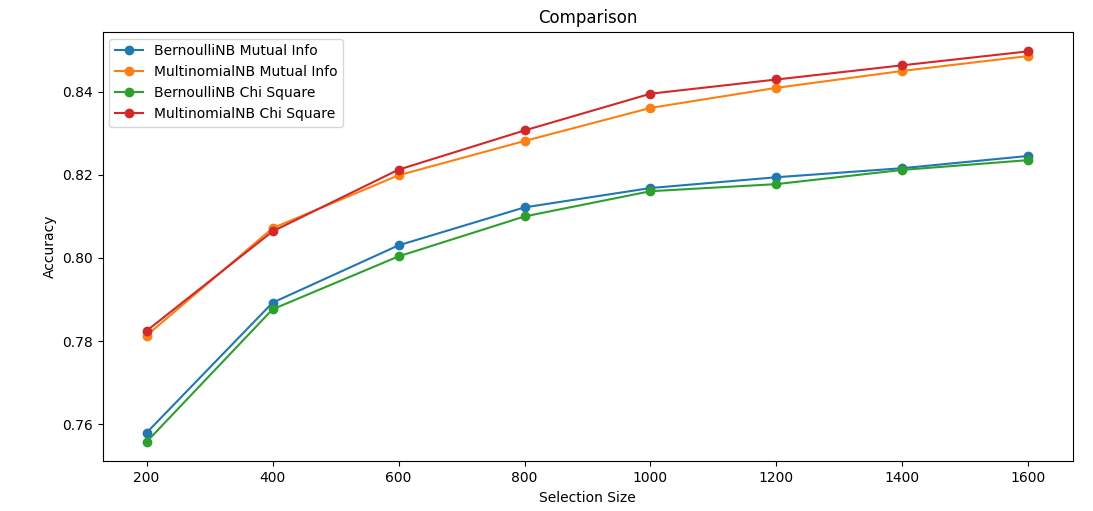 Comparison
BernoulliNB Mutual Info
MultinomialNB Mutual Info
BernoulliNB Chi Square
MultinomialNB Chi Square
0.84
0.82
0.80
0.78
0.76
Accuracy
200 400 600 800 1000 1200 1400 1600
Selection Size